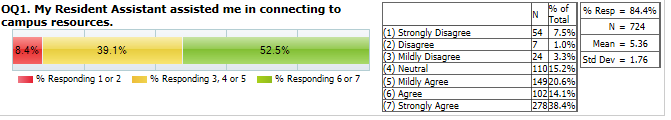 OQ1. My Resident Assistant assisted me in connecting to
campus resources.
8.4% 39.1% 52.5%
% Responding 1 or 2 % Responding 3, 4 or 5 % Responding 6 or 7
N % of Total
(1) Strongly Disagree 54 7.5%
(2) Disagree 7 1.0%
(3) Mildly Disagree 24 3.3%
(4) Neutral 110 15.2%
(5) Mildly Agree 149 20.6%
(6) Agree 102 14.1%
(7) Strongly Agree 278 38.4%
% Resp = 84.4%
N = 724
Mean = 5.36
Std Dev = 1.76